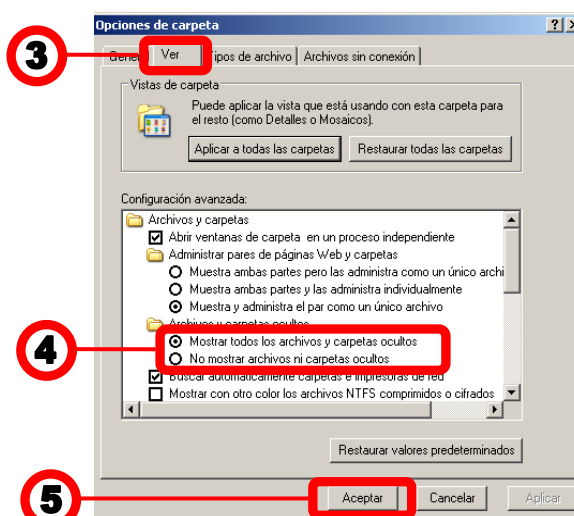 Opciones de carpeta
3
General
Ver
Tipos de archivo
Archivos sin conexión
Vistas de carpeta
Puede aplicar la vista que está usando con esta carpeta para
el resto (como Detalles o Mosaicos).
Aplicar a todas las carpetas
Restaurar todas las carpetas
Configuración avanzada:
Archivos y carpetas
Abrir ventanas de carpeta en un proceso independiente
Administrar pares de páginas Web y carpetas
Muestra ambas partes pero las administra como un único archi
Muestra ambas partes y las administra individualmente
Muestra y administra el par como un único archivo
Archivos y carpetas ocultos
4
Mostrar todos los archivos y carpetas ocultos
No mostrar archivos ni carpetas ocultos
Buscar automáticamente carpetas e impresoras de red
Mostrar con otro color los archivos NTFS comprimidos o cifrados
Restaurar valores predeterminados
5
Aceptar
Cancelar
Aplicar